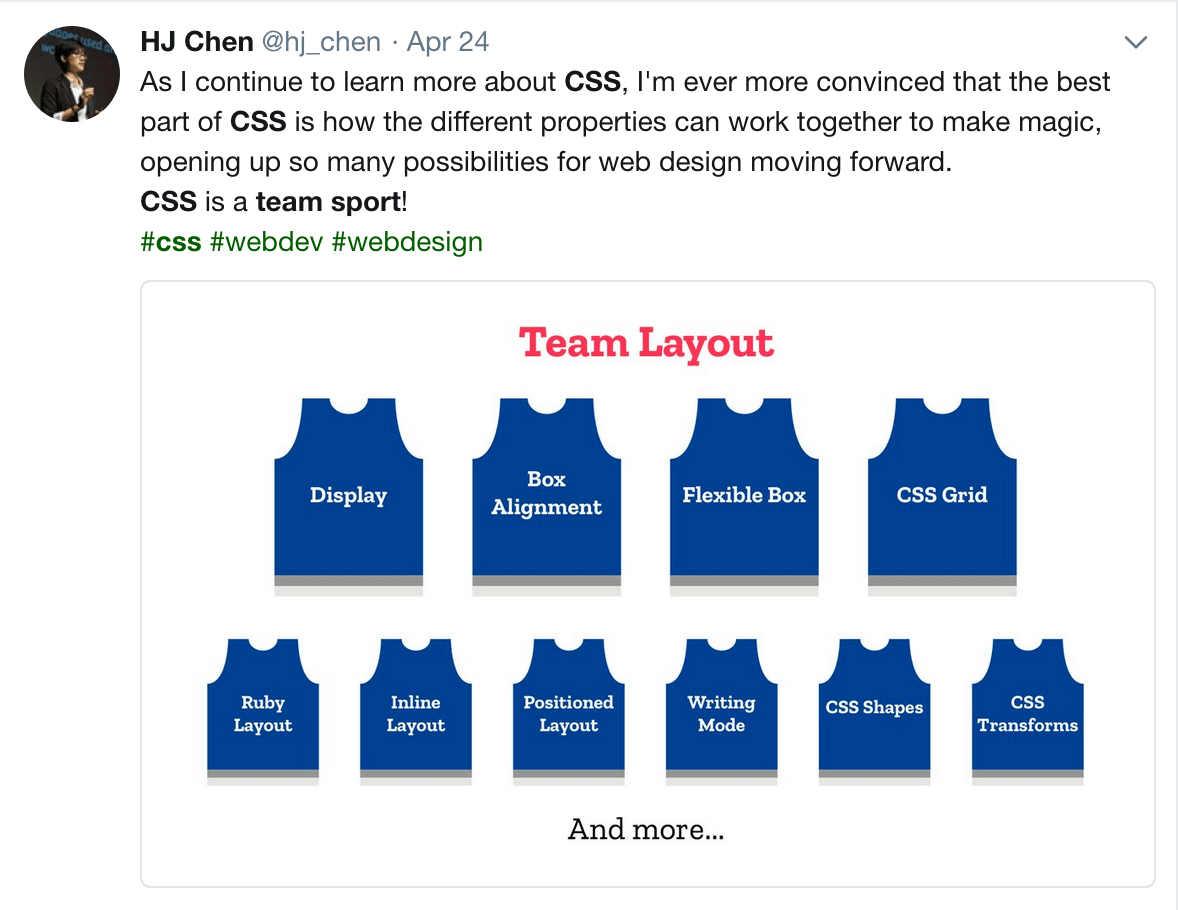 HJ Chen @hj_chen · Apr 24
As I continue to learn more about CSS, I'm ever more convinced that the best
part of CSS is how the different properties can work together to make magic,
opening up so many possibilities for web design moving forward.
CSS is a team sport!
#css #webdev #webdesign
Team Layout
Display
Box
Alignment
Flexible Box
CSS Grid
Ruby
Layout
Inline
Layout
Positioned
Layout
Writing
Mode
CSS Shapes
CSS
Transforms
And more...